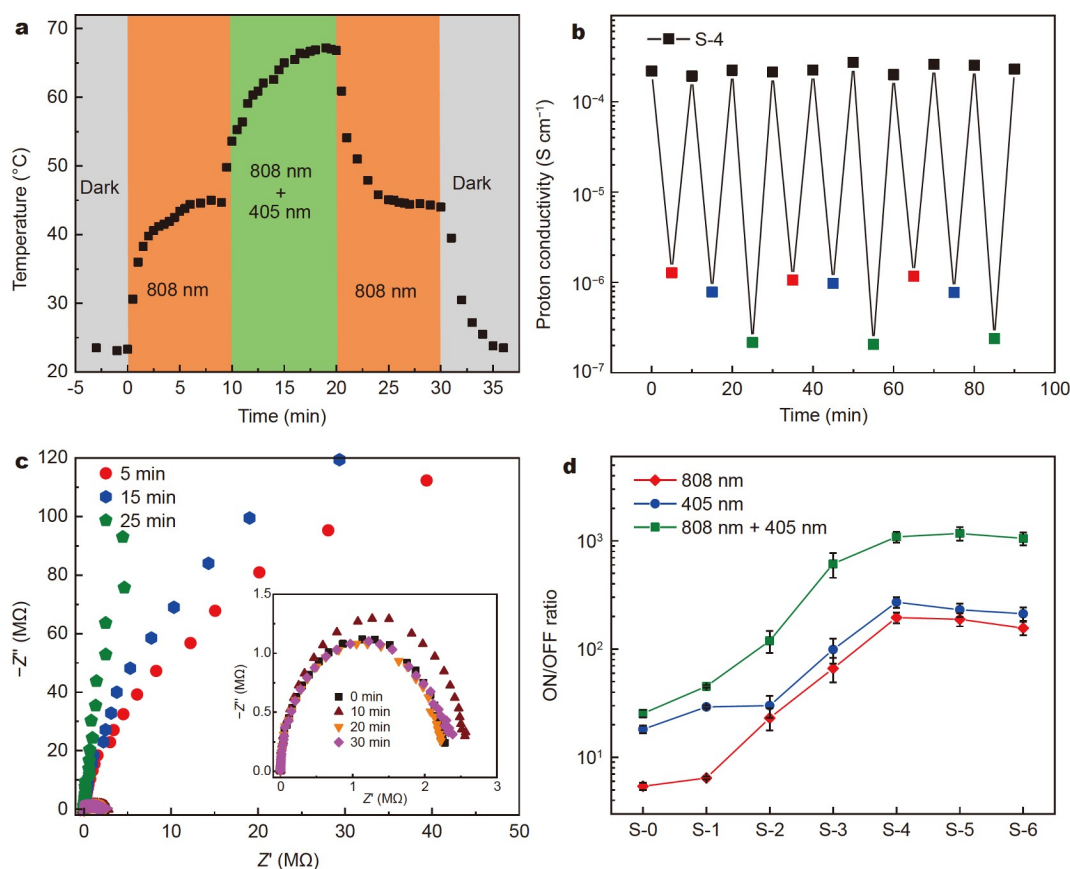 a
70
60
50
40
30
20
Temperature (°C)
Dark
808 nm
808 nm
+
405 nm
808 nm
Dark
-5 0 5 10 15 20 25 30 35
Time (min)
b
S-4
10⁻⁴
10⁻⁵
10⁻⁶
10⁻⁷
Proton conductivity (S cm⁻¹)
0 20 40 60 80 100
Time (min)
c
5 min
15 min
25 min
120
100
80
60
40
20
0
−Z″ (MΩ)
1.5
1.0
0.5
0.0
−Z″ (MΩ)
0 min
10 min
20 min
30 min
0 1 2 3
Z′ (MΩ)
0 10 20 30 40 50
Z′ (MΩ)
d
808 nm
405 nm
808 nm + 405 nm
10³
10²
10¹
ON/OFF ratio
S-0 S-1 S-2 S-3 S-4 S-5 S-6